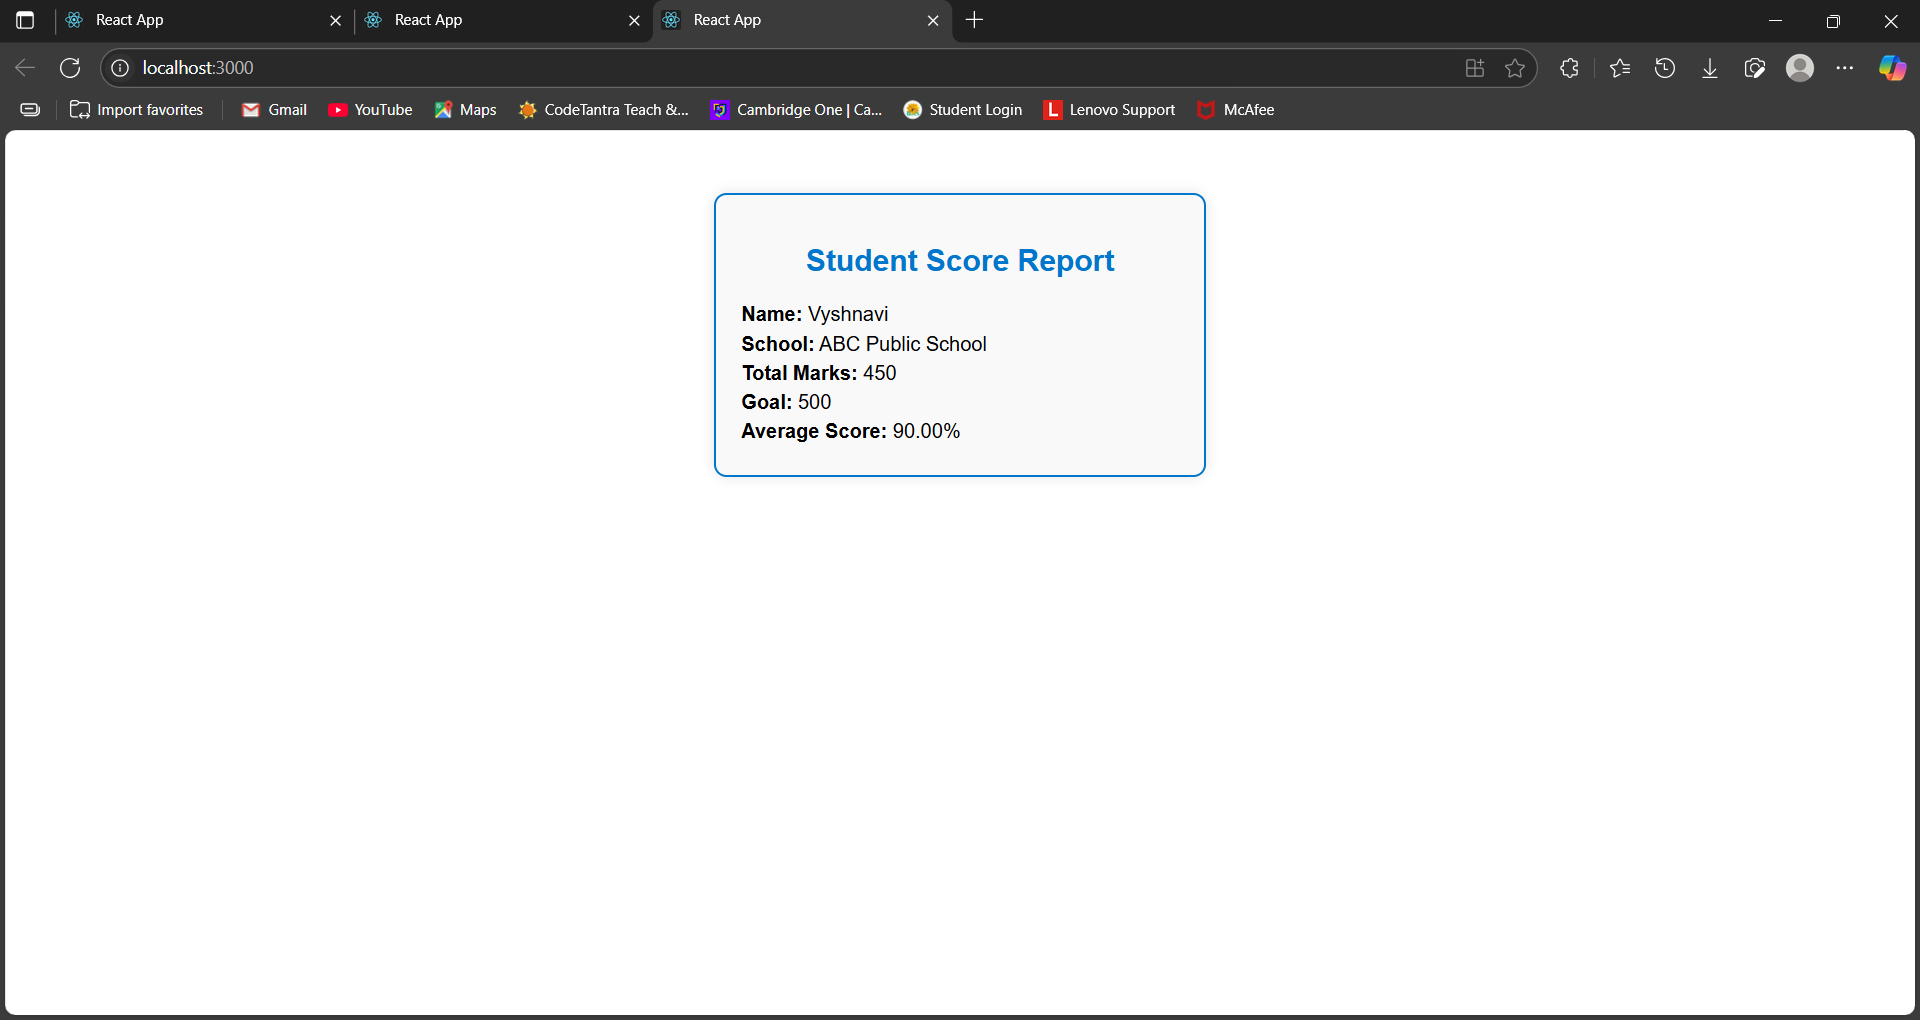 React App
React App
React App
localhost:3000
Import favorites
Gmail
YouTube
Maps
CodeTantra Teach &...
Cambridge One | Ca...
Student Login
L Lenovo Support
McAfee
Student Score Report
Name: Vyshnavi
School: ABC Public School
Total Marks: 450
Goal: 500
Average Score: 90.00%